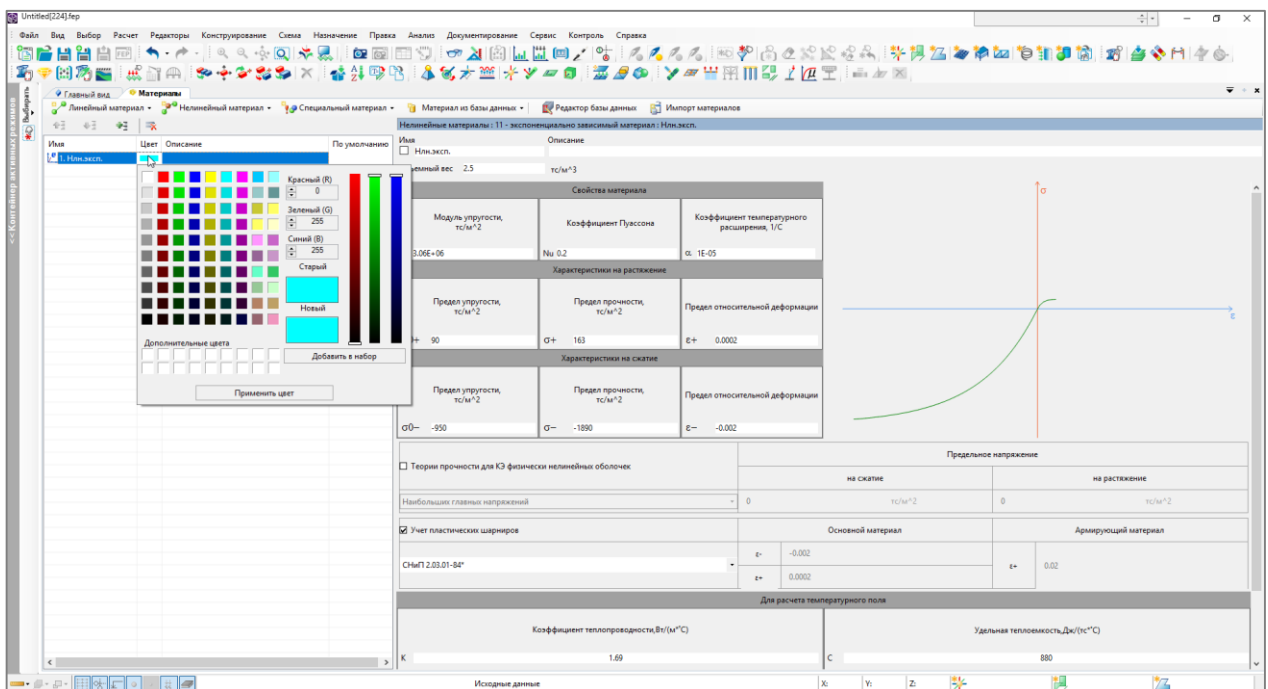 Untitled[224].fep
Файл Вид Выбор Расчет Редакторы Конструирование Схема Назначение Правка Анализ Документирование Сервис Контроль Справка
<< Контейнер активных режимов
Выбирать
Главный вид Материалы
Линейный материал Нелинейный материал Специальный материал Материал из базы данных Редактор базы данных Импорт материалов
Имя Цвет Описание По умолчанию
1. Нлн.эксп.
Красный (R)
0
Зеленый (G)
255
Синий (B)
255
Старый
Новый
Дополнительные цвета
Добавить в набор
Применить цвет
Нелинейные материалы : 11 - экспоненциально зависимый материал : Нлн.эксп.
Имя Описание
Нлн.эксп.
емный вес 2.5 тс/м^3
Свойства материала
Модуль упругости, тс/м^2 Коэффициент Пуассона Коэффициент температурного расширения, 1/C
3.06E+06 Nu 0.2 α 1E-05
Характеристики на растяжение
Предел упругости, тс/м^2 Предел прочности, тс/м^2 Предел относительной деформации
+ 90 σ+ 163 ε+ 0.0002
Характеристики на сжатие
Предел упругости, тс/м^2 Предел прочности, тс/м^2 Предел относительной деформации
σ0− -950 σ− -1890 ε− -0.002
σ
ε
Теории прочности для КЭ физически нелинейных оболочек
Предельное напряжение
на сжатие на растяжение
Наибольших главных напряжений 0 тс/м^2 0 тс/м^2
Учет пластических шарниров Основной материал Армирующий материал
СНиП 2.03.01-84*
ε- -0.002
ε+ 0.0002
ε+ 0.02
Для расчета температурного поля
Коэффициент теплопроводности,Вт/(м*°C) Удельная теплоемкость,Дж/(тс*°C)
K 1.69 C 880
Исходные данные X: Y: Z: